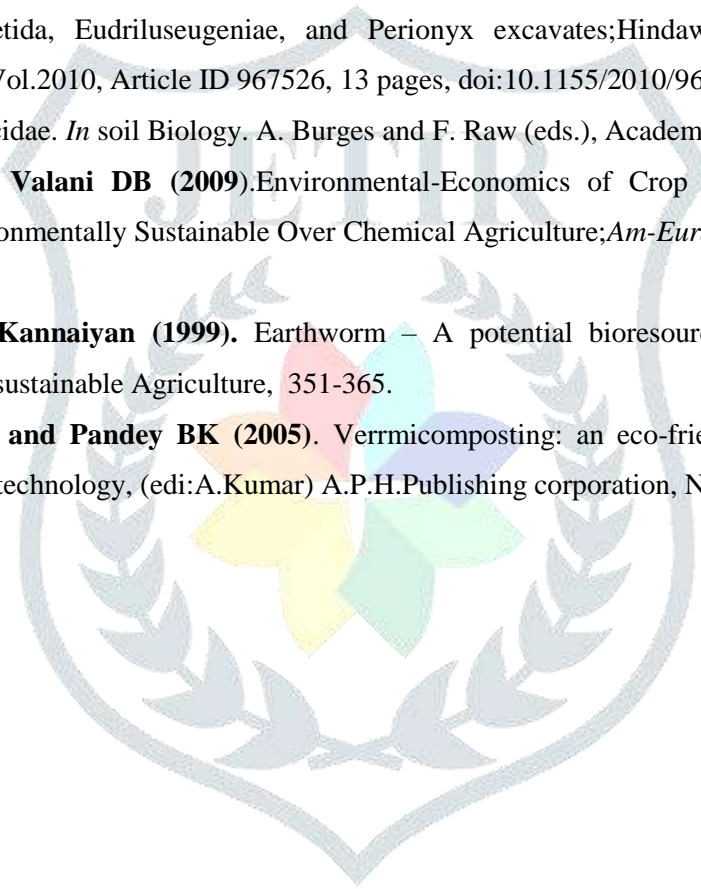 etida, Eudriluseugeniae, and Perionyx excavates;Hindaw
Vol.2010, Article ID 967526, 13 pages, doi:10.1155/2010/96
cidae. In soil Biology. A. Burges and F. Raw (eds.), Academ
Valani DB (2009).Environmental-Economics of Crop
onmentally Sustainable Over Chemical Agriculture;Am-Eur
Kannaiyan (1999). Earthworm – A potential bioresour
sustainable Agriculture, 351-365.
and Pandey BK (2005). Verrmicomposting: an eco-frie
technology, (edi:A.Kumar) A.P.H.Publishing corporation, N
JETIR